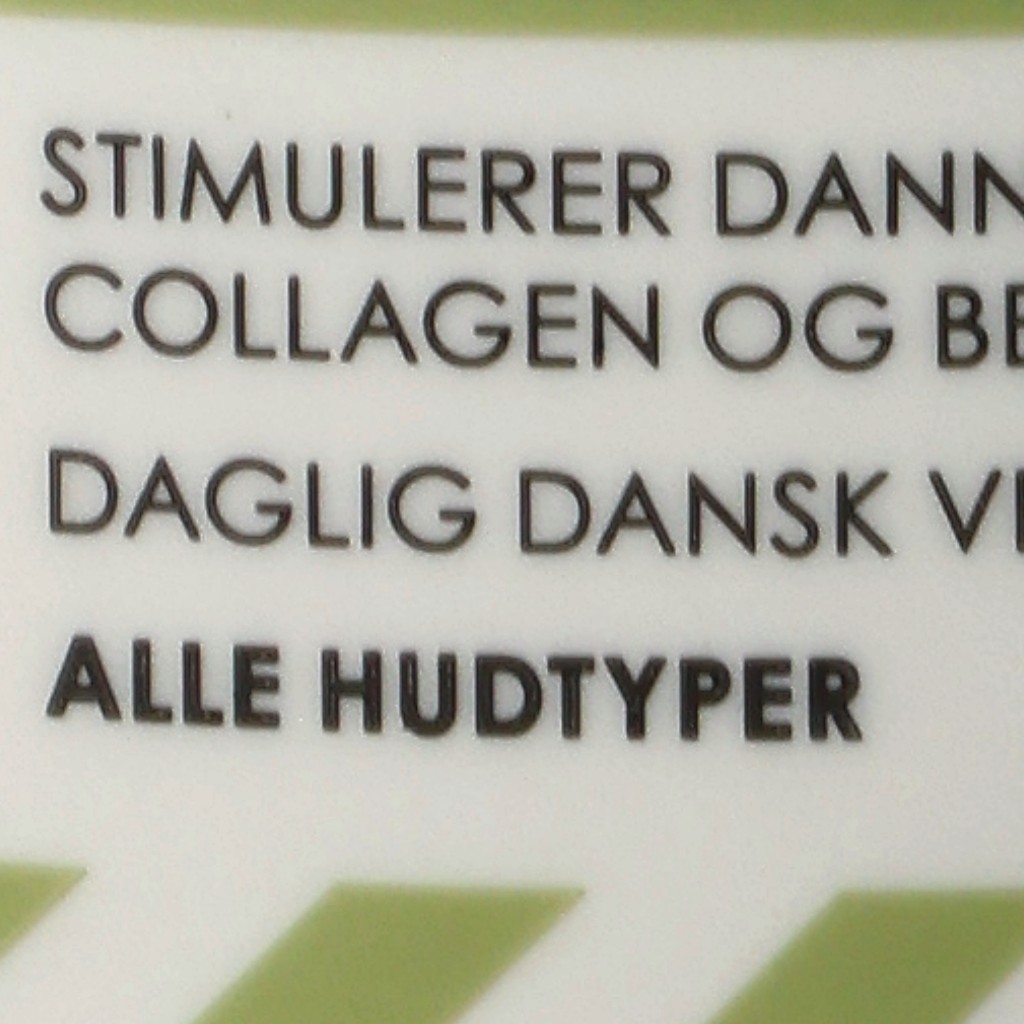 STIMULERER
COLLAGEN OG
DAGLIG DANSK
ALLE HUDTYPER